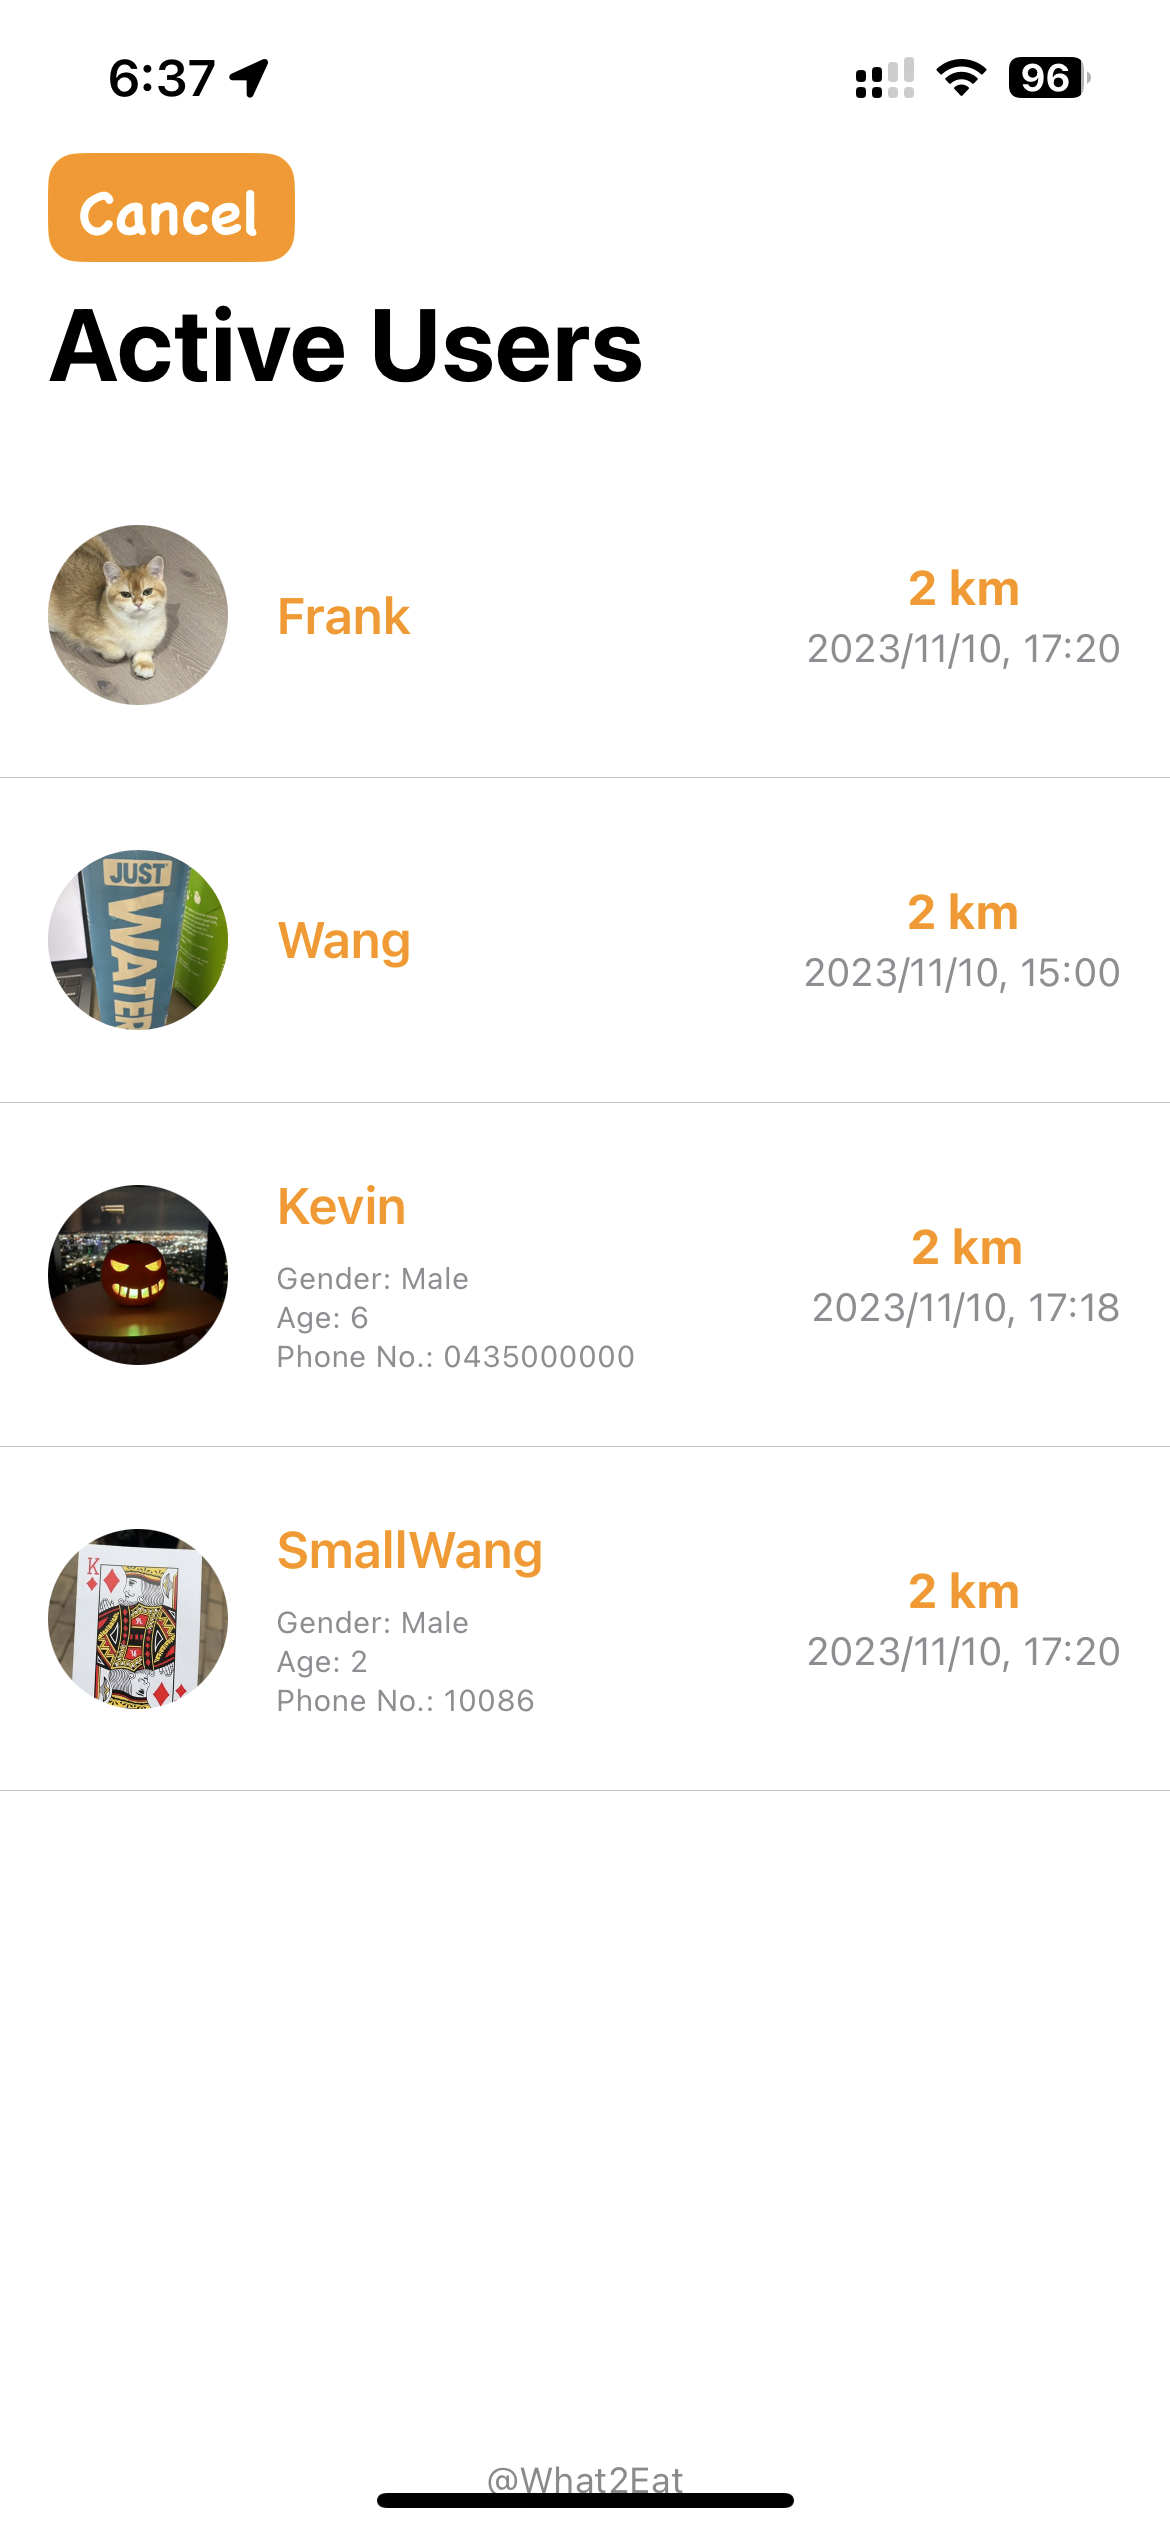 6:37
96
Cancel
Active Users
Frank
2 km
2023/11/10, 17:20
JUST
WATER
Wang
2 km
2023/11/10, 15:00
Kevin
Gender: Male
Age: 6
Phone No.: 0435000000
2 km
2023/11/10, 17:18
K
SmallWang
Gender: Male
Age: 2
Phone No.: 10086
2 km
2023/11/10, 17:20
@What2Eat